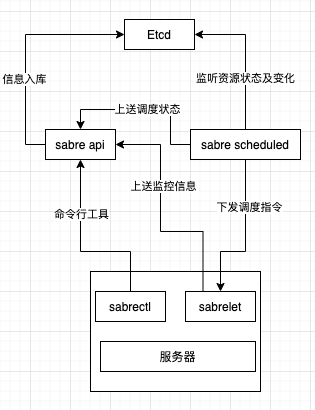 Etcd
信息入库
监听资源状态及变化
上送调度状态
sabre api
sabre scheduled
上送监控信息
命令行工具
下发调度指令
sabrectl
sabrelet
服务器